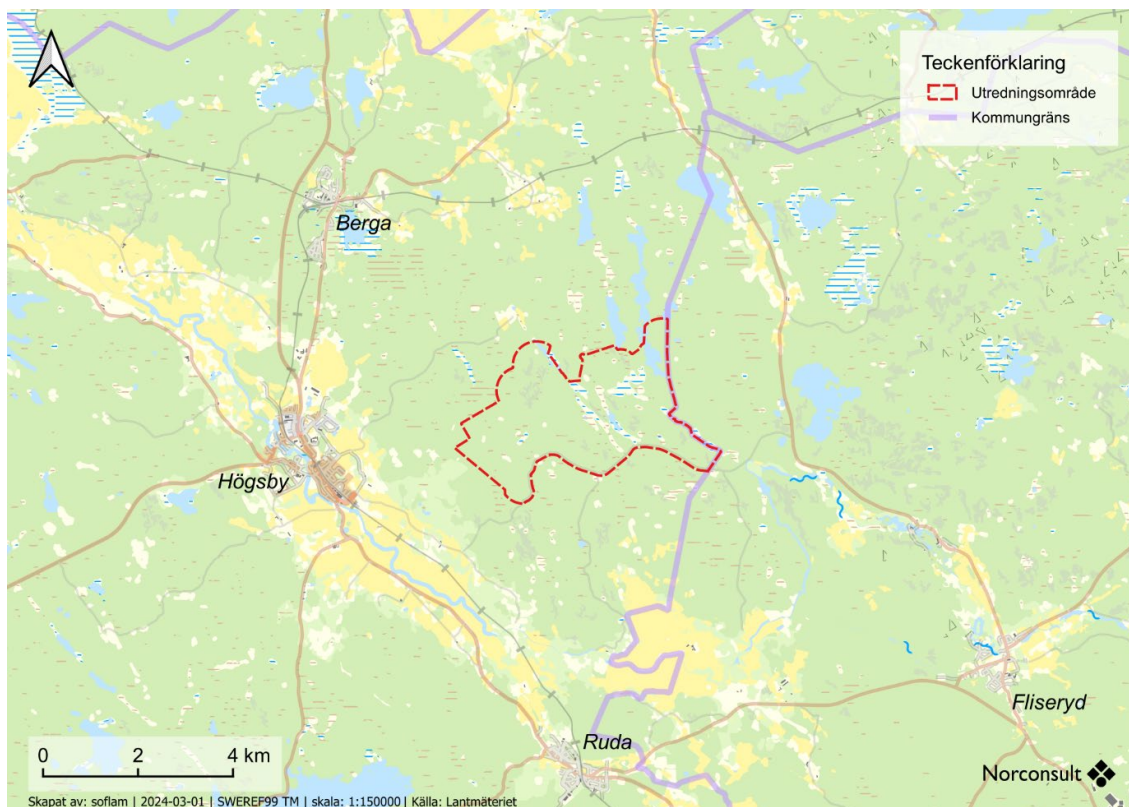 Teckenförklaring
Utredningsområde
Kommungräns
Berga
Högsby
Ruda
Fliseryd
0 2 4 km
Norconsult
Skapat av: soflam | 2024-03-01 | SWEREF99 TM | skala: 1:150000 | Källa: Lantmäteriet